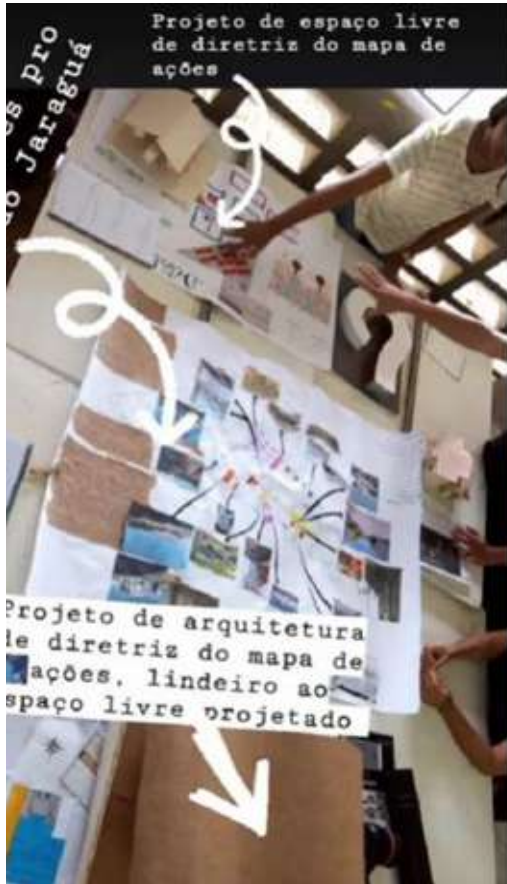 Projeto de espaço livre
de diretriz do mapa de
ações
es pro
do Jaraguá
Projeto de arquitetura
de diretriz do mapa de
ações, lindeiro ao
spaço livre projetado